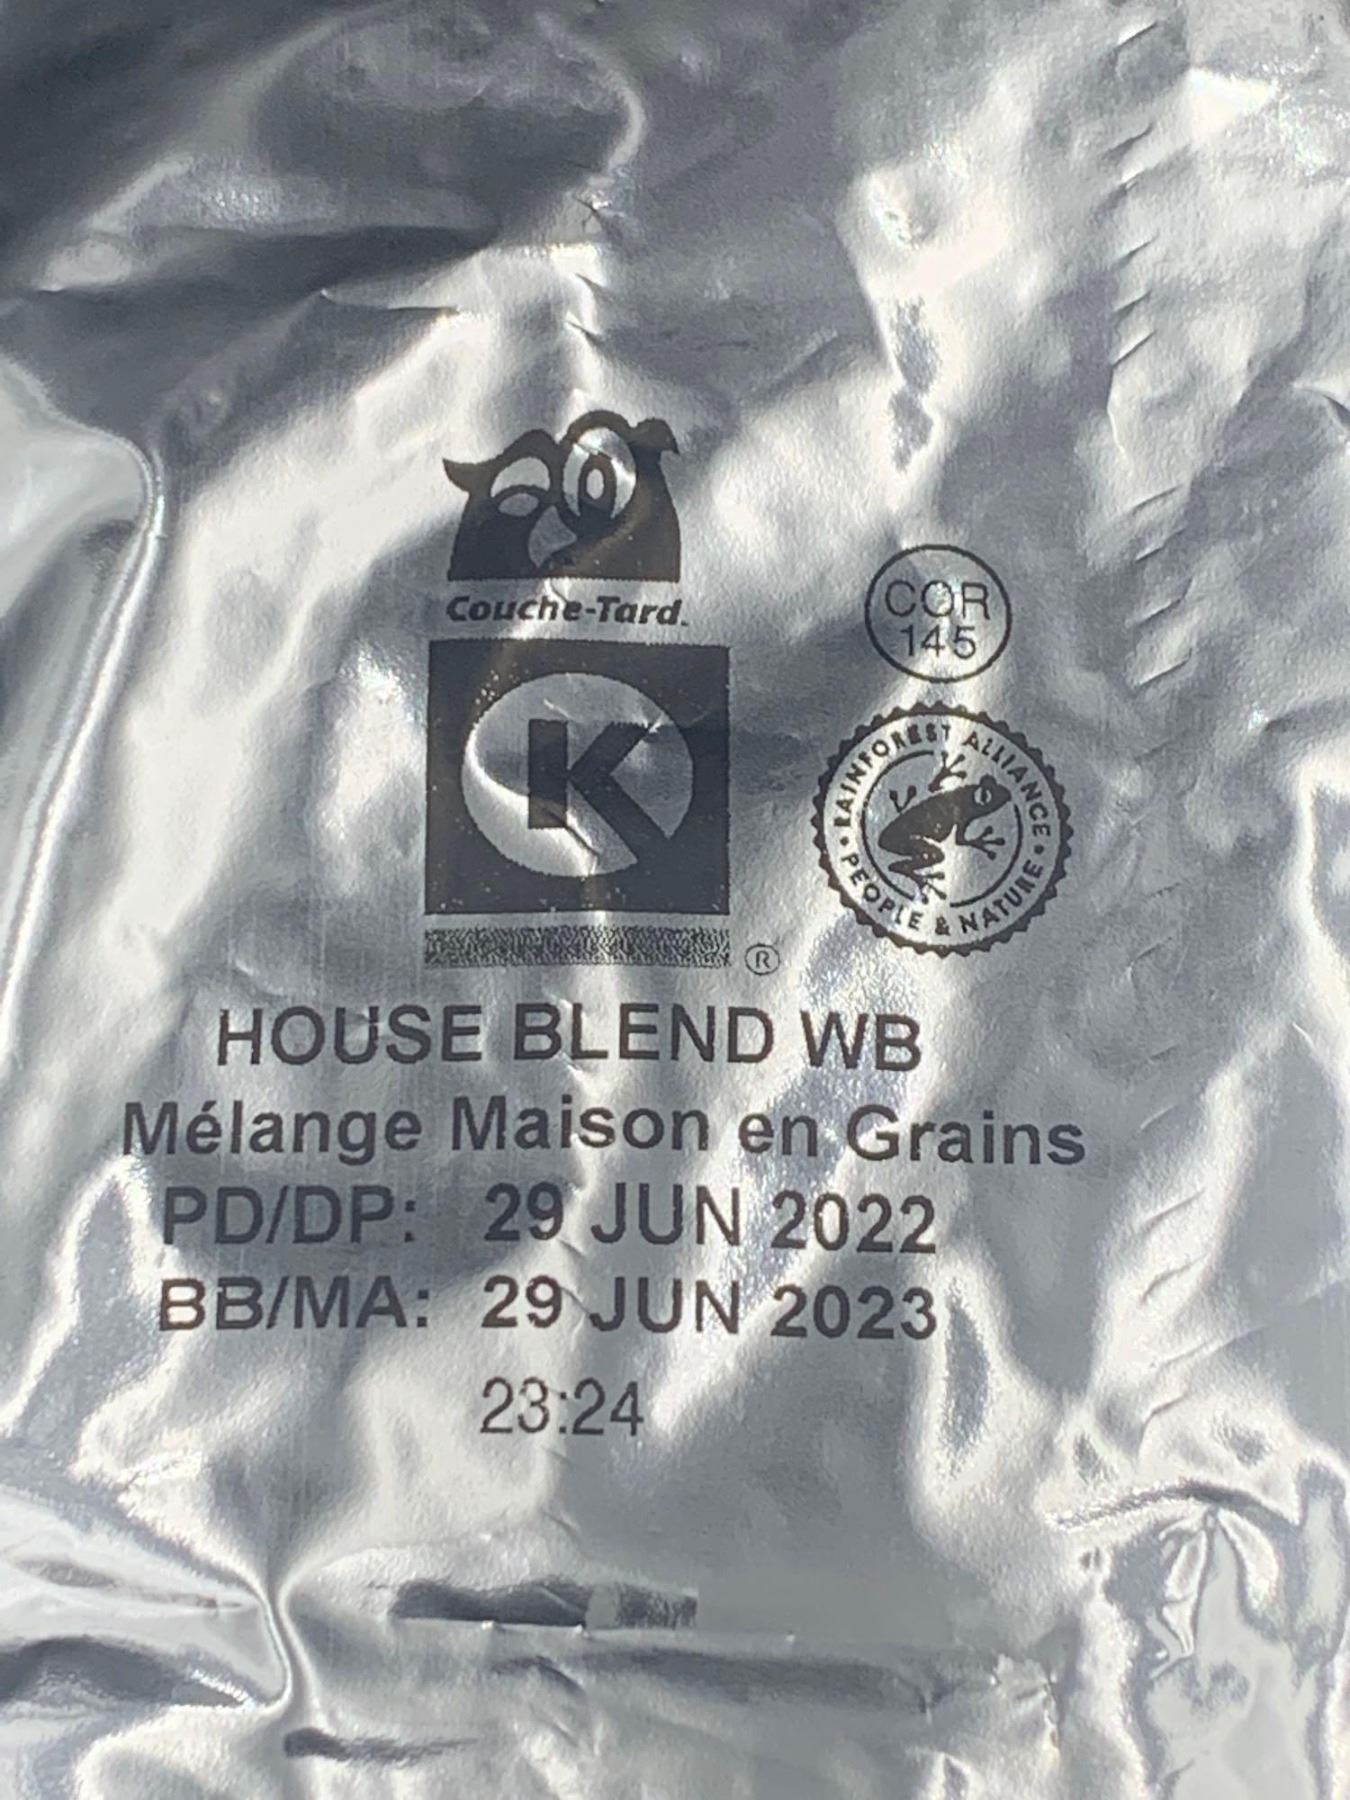 Couche-Tard.
COR
145
K
RAINFOREST ALLIANCE
• PEOPLE & NATURE •
®
HOUSE BLEND WB
Mélange Maison en Grains
PD/DP: 29 JUN 2022
BB/MA: 29 JUN 2023
23:24